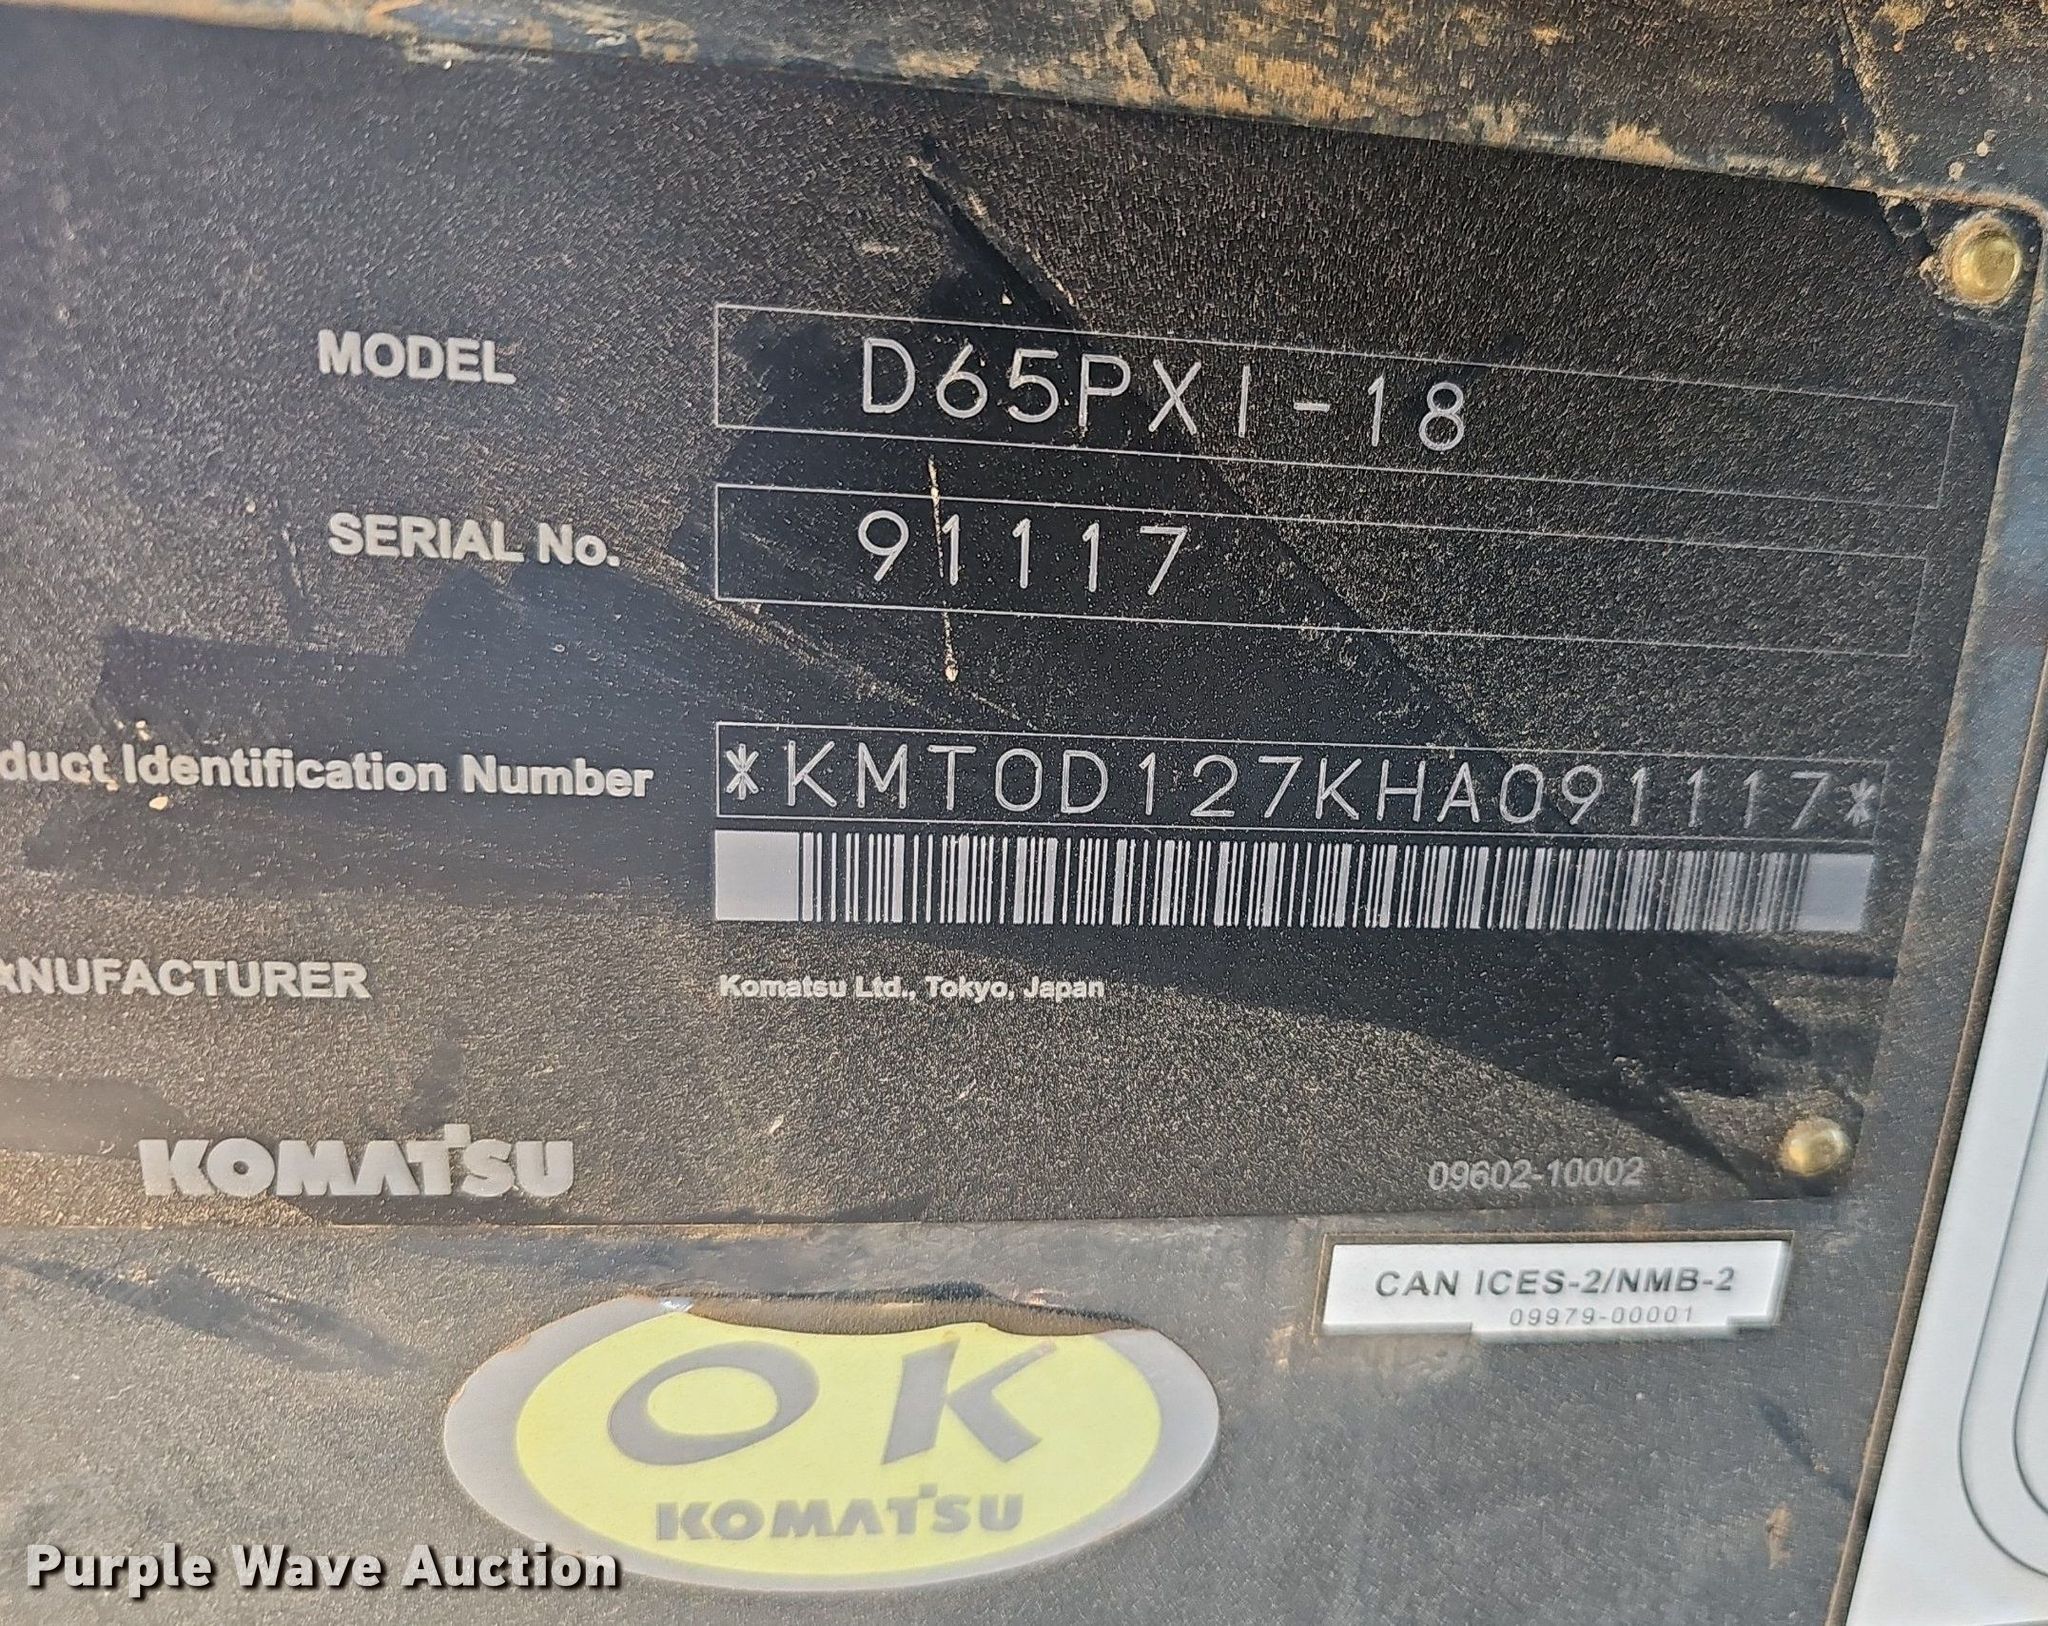 MODEL D65PXI-18
SERIAL No. 91117
duct Identification Number *KMT0D127KHA091117*
ANUFACTURER Komatsu Ltd., Tokyo, Japan
KOMATSU 09602-10002
CAN ICES-2/NMB-2
09979-00001
OK
KOMATSU
Purple Wave Auction